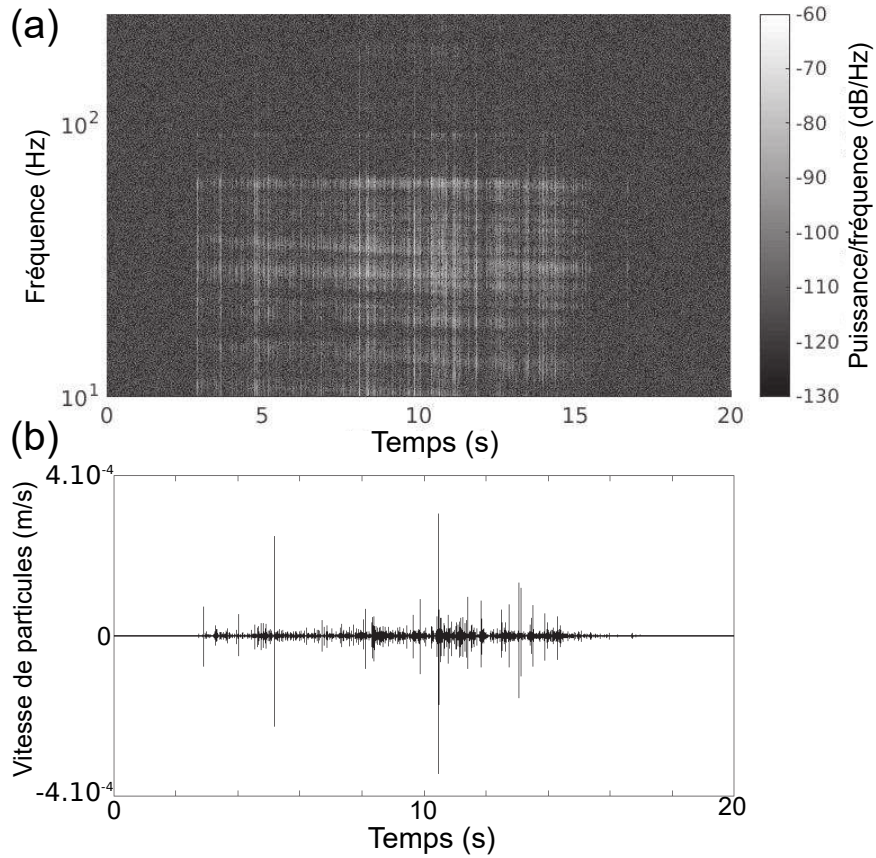 (a)
Fréquence (Hz)
10²
10¹
0 5 10 15 20
Temps (s)
-60
-70
-80
-90
-100
-110
-120
-130
Puissance/fréquence (dB/Hz)
(b)
Vitesse de particules (m/s)
4.10⁻⁴
0
-4.10⁻⁴
0 10 20
Temps (s)